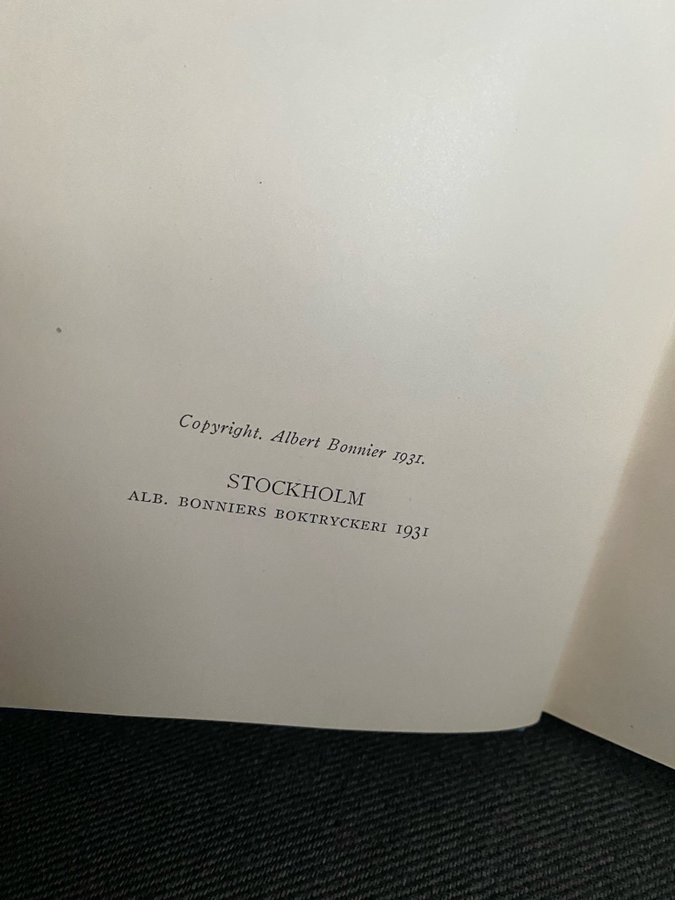 Copyright. Albert Bonnier 1931.
STOCKHOLM
ALB. BONNIERS BOKTRYCKERI 1931